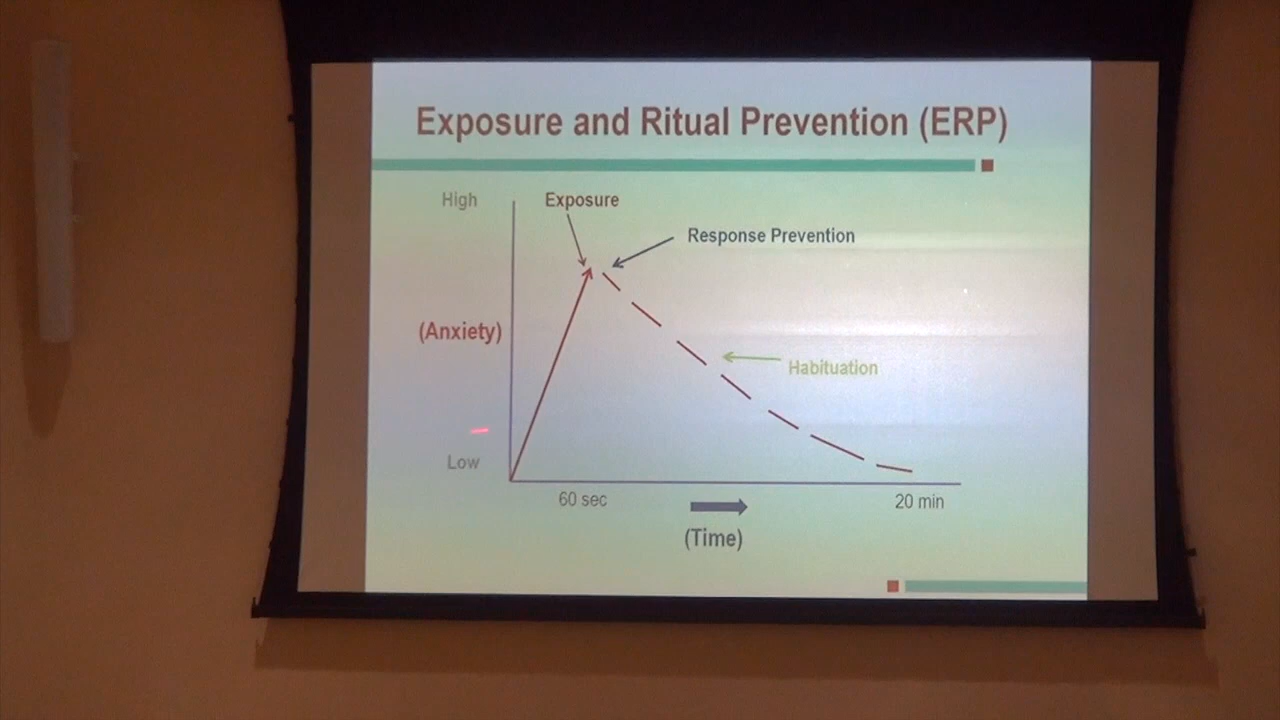 Exposure and Ritual Prevention (ERP)
High
Exposure
Response Prevention
(Anxiety)
Habituation
Low
60 sec
20 min
(Time)